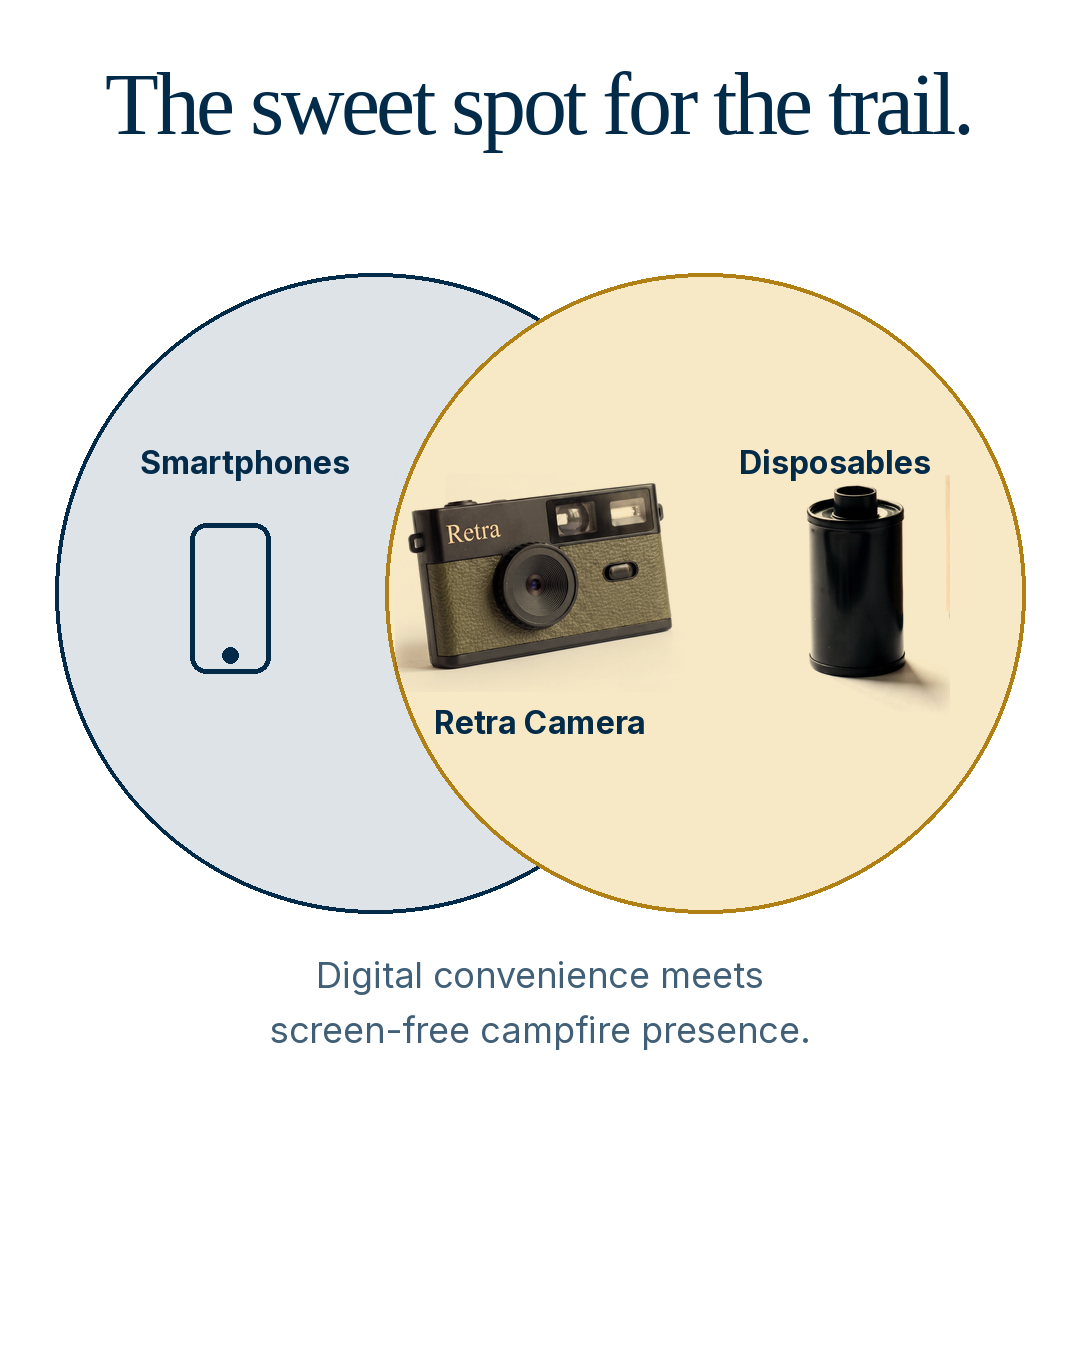 The sweet spot for the trail.
Smartphones
Disposables
Retra
Retra Camera
Digital convenience meets
screen-free campfire presence.